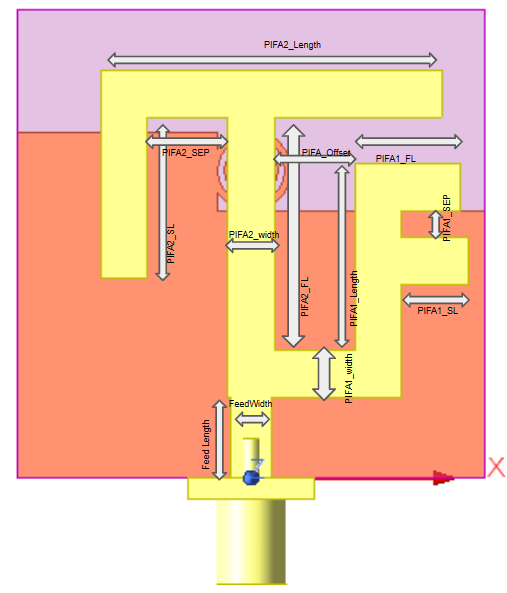 PIFA2_Length
PIFA2_SEP
PIFA_Offset
PIFA1_FL
PIFA1_SEP
PIFA2_SL
PIFA2_width
PIFA2_FL
PIFA1_Length
PIFA1_SL
PIFA1_width
FeedWidth
Feed Length
Z
X